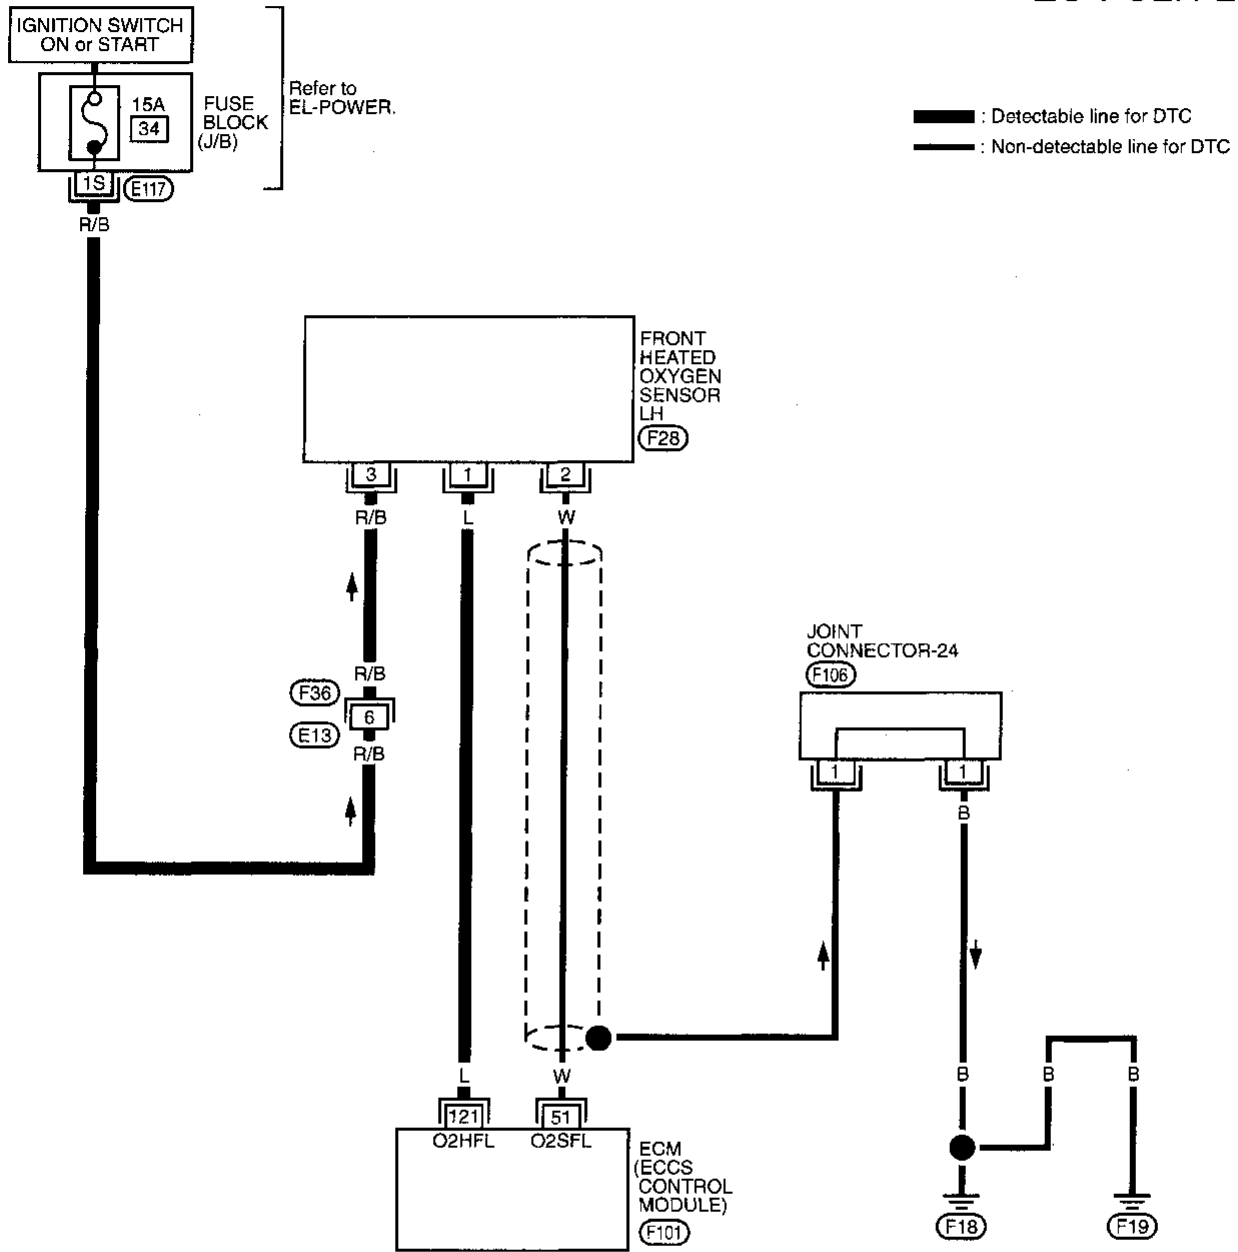 IGNITION SWITCH
ON or START
15A
34
FUSE
BLOCK
(J/B)
Refer to
EL-POWER.
1S
E117
R/B
: Detectable line for DTC
: Non-detectable line for DTC
FRONT
HEATED
OXYGEN
SENSOR
LH
F28
3
1
2
R/B
L
W
R/B
F36
6
E13
R/B
JOINT
CONNECTOR-24
F106
1
1
B
L
W
B
B
B
121
51
O2HFL
O2SFL
ECM
(ECCS
CONTROL
MODULE)
F101
F18
F19